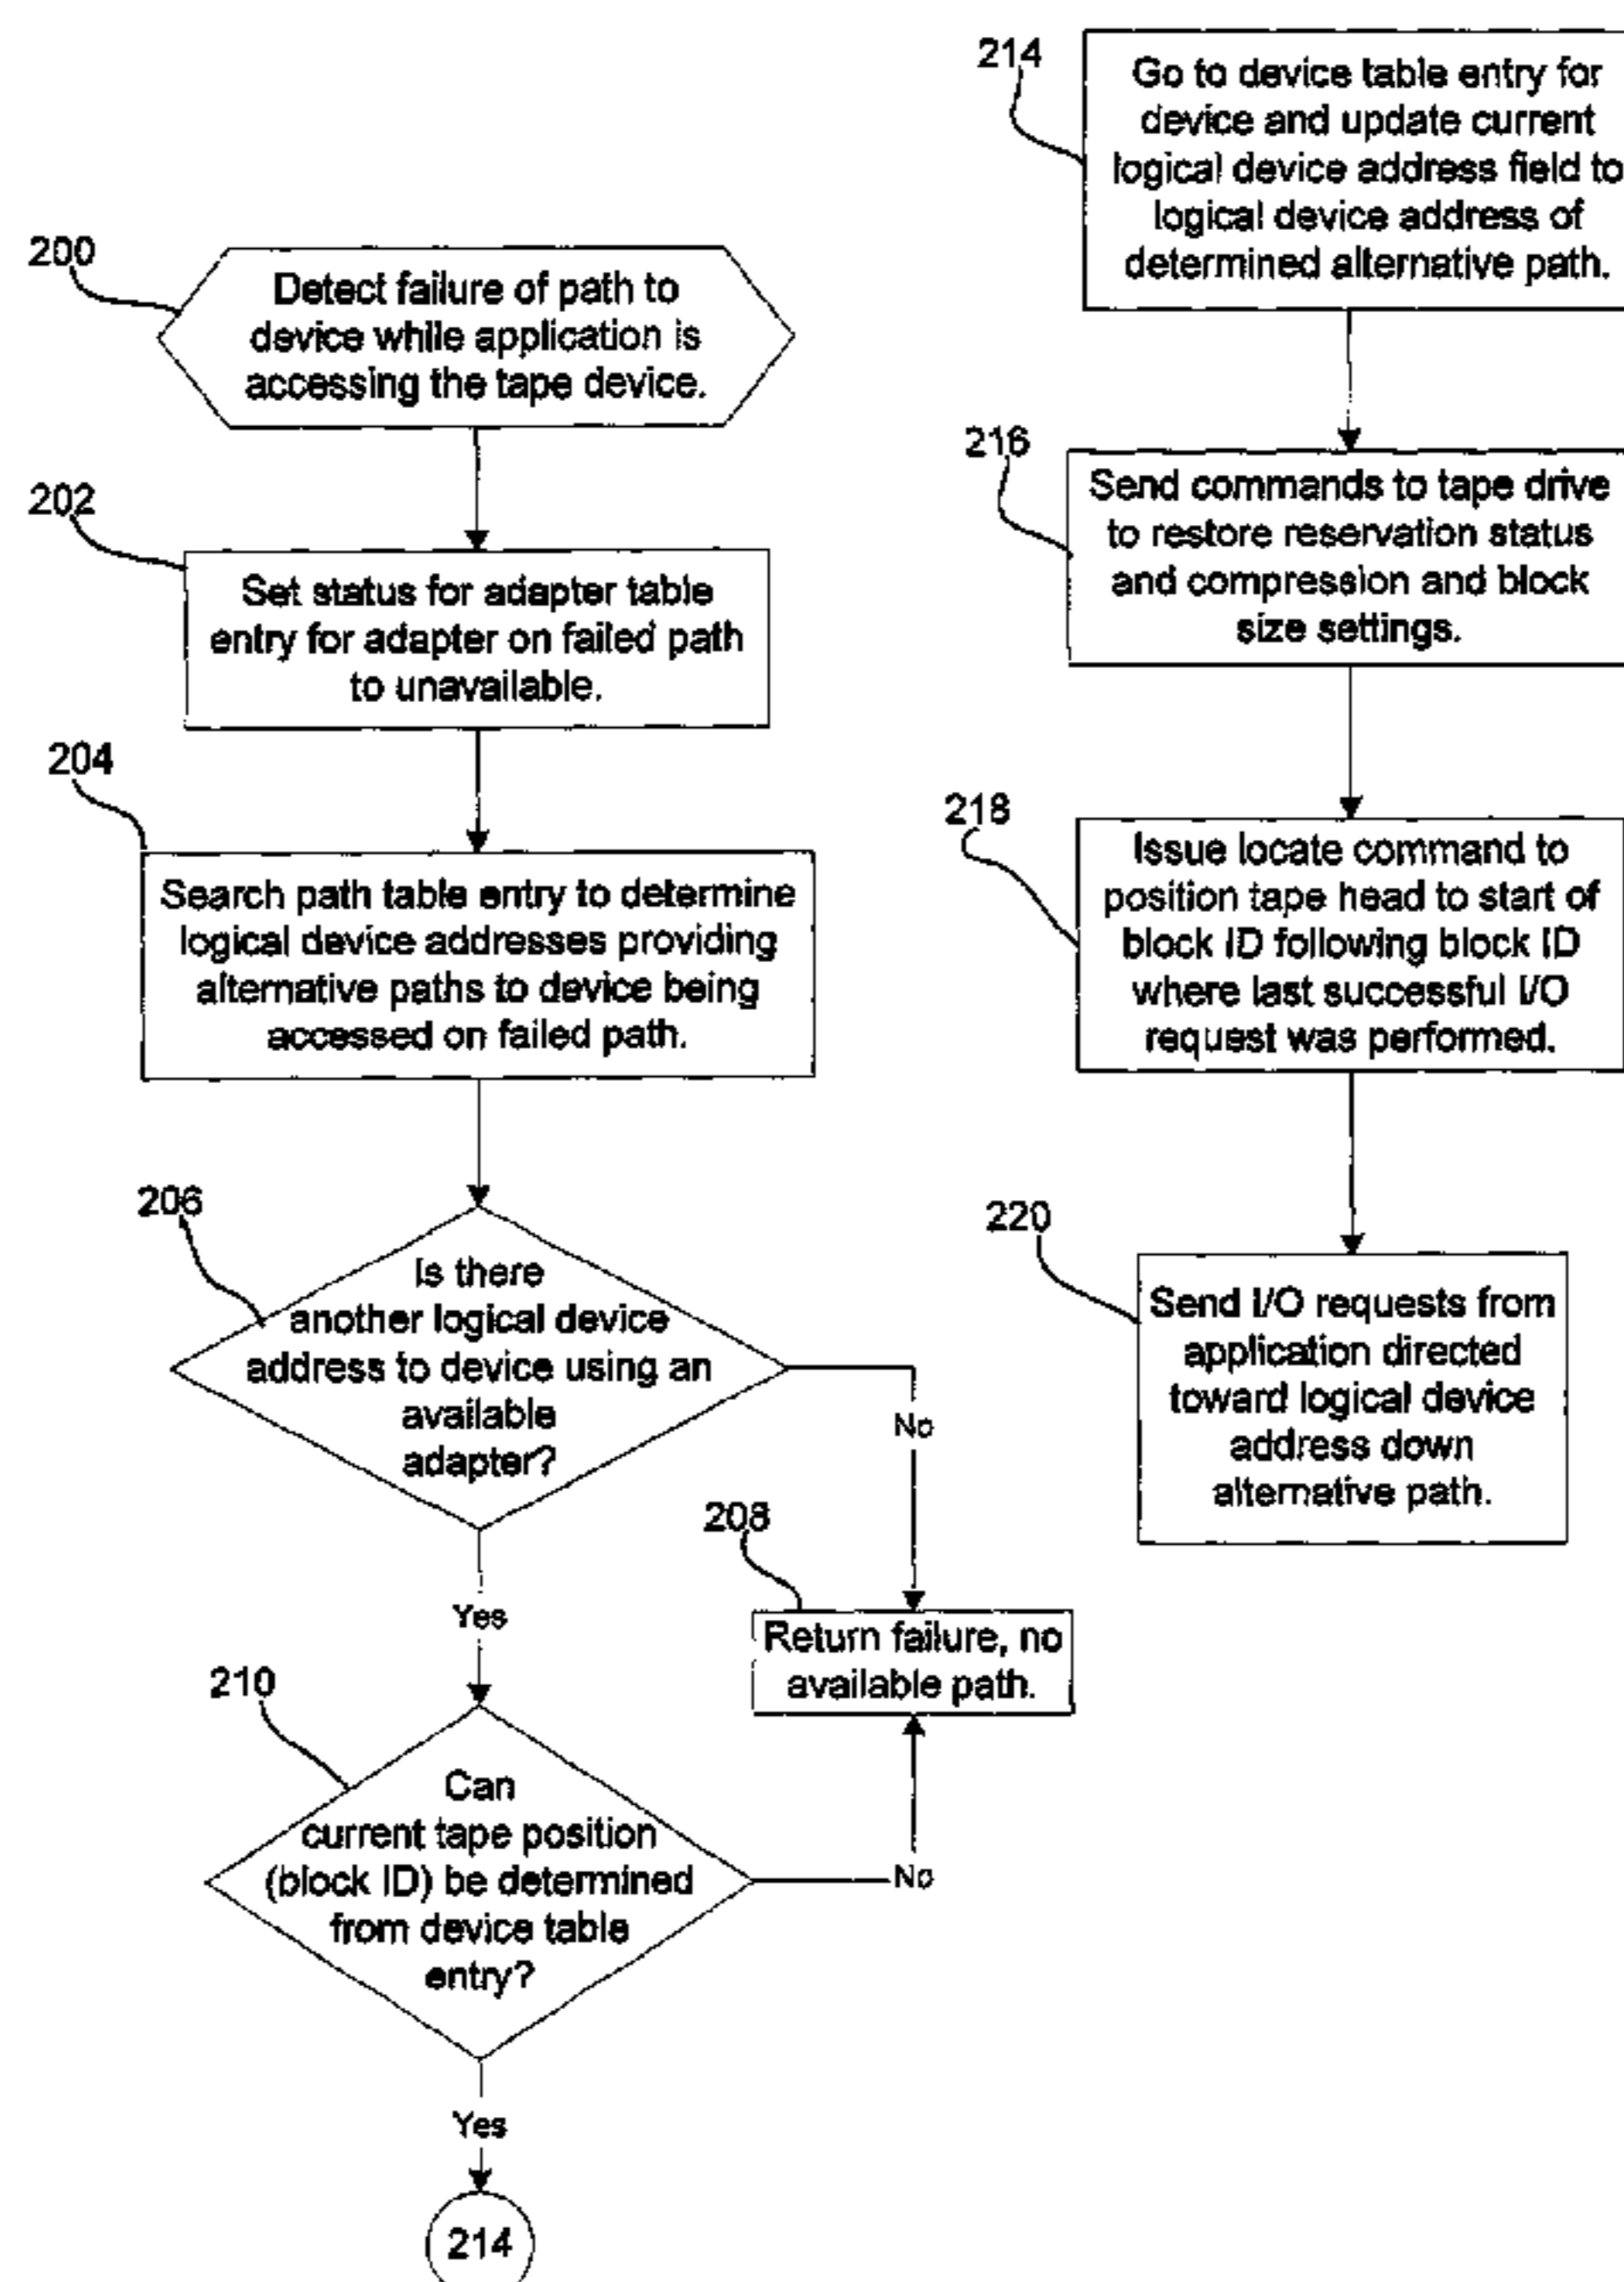 200
Detect failure of path to
device while application is
accessing the tape device.
202
Set status for adapter table
entry for adapter on failed path
to unavailable.
204
Search path table entry to determine
logical device addresses providing
alternative paths to device being
accessed on failed path.
206
Is there
another logical device
address to device using an
available
adapter?
No
208
Return failure, no
available path.
Yes
210
Can
current tape position
(block ID) be determined
from device table
entry?
No
Yes
214
214
Go to device table entry for
device and update current
logical device address field to
logical device address of
determined alternative path.
216
Send commands to tape drive
to restore reservation status
and compression and block
size settings.
218
Issue locate command to
position tape head to start of
block ID following block ID
where last successful I/O
request was performed.
220
Send I/O requests from
application directed
toward logical device
address down
alternative path.